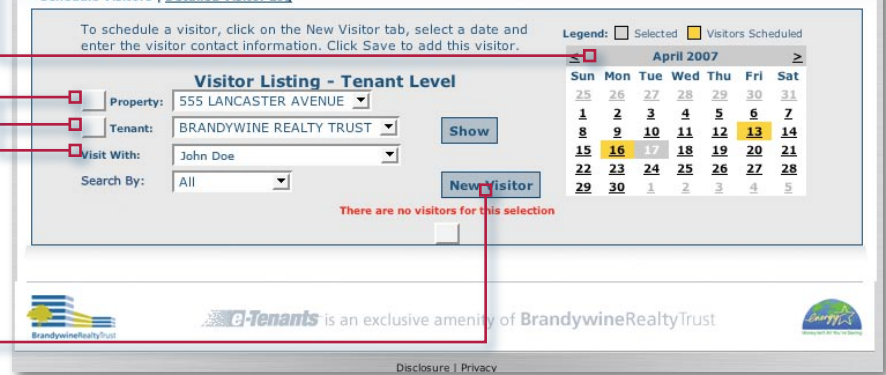 To schedule a visitor, click on the New Visitor tab, select a date and
enter the visitor contact information. Click Save to add this visitor.
Visitor Listing - Tenant Level
Property: 555 LANCASTER AVENUE
Tenant: BRANDYWINE REALTY TRUST
Show
Visit With: John Doe
Search By: All
New Visitor
There are no visitors for this selection
Legend: Selected Visitors Scheduled
< April 2007 >
Sun Mon Tue Wed Thu Fri Sat
25 26 27 28 29 30 31
1 2 3 4 5 6 7
8 9 10 11 12 13 14
15 16 17 18 19 20 21
22 23 24 25 26 27 28
29 30 1 2 3 4 5
BrandywineRealtyTrust
e-Tenants is an exclusive amenity of BrandywineRealtyTrust
Disclosure | Privacy